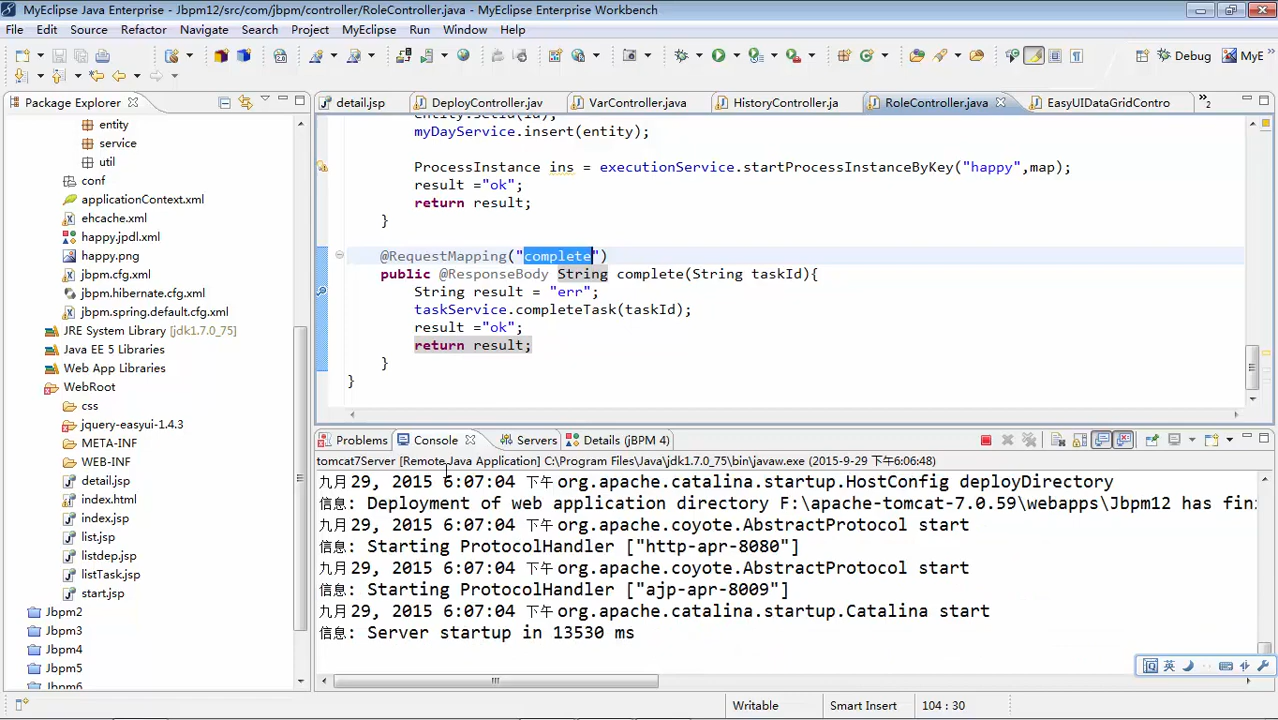 MyEclipse Java Enterprise - Jbpm12/src/com/jbpm/controller/RoleController.java - MyEclipse Enterprise Workbench
File Edit Source Refactor Navigate Search Project MyEclipse Run Window Help
Debug MyE
Package Explorer
detail.jsp DeployController.jav VarController.java HistoryController.ja RoleController.java EasyUIDataGridContro »2
entity
service
util
conf
applicationContext.xml
ehcache.xml
happy.jpdl.xml
happy.png
jbpm.cfg.xml
jbpm.hibernate.cfg.xml
jbpm.spring.default.cfg.xml
JRE System Library [jdk1.7.0_75]
Java EE 5 Libraries
Web App Libraries
WebRoot
css
jquery-easyui-1.4.3
META-INF
WEB-INF
detail.jsp
index.html
index.jsp
list.jsp
listdep.jsp
listTask.jsp
start.jsp
Jbpm2
Jbpm3
Jbpm4
Jbpm5
Jbpm6
entity.setId(id);
myDayService.insert(entity);
ProcessInstance ins = executionService.startProcessInstanceByKey("happy",map);
result ="ok";
return result;
}
@RequestMapping("complete")
public @ResponseBody String complete(String taskId){
String result = "err";
taskService.completeTask(taskId);
result ="ok";
return result;
}
}
Problems Console Servers Details (jBPM 4)
tomcat7Server [Remote Java Application] C:\Program Files\Java\jdk1.7.0_75\bin\javaw.exe (2015-9-29 下午6:06:48)
九月 29, 2015 6:07:04 下午 org.apache.catalina.startup.HostConfig deployDirectory
信息: Deployment of web application directory F:\apache-tomcat-7.0.59\webapps\Jbpm12 has fini
九月 29, 2015 6:07:04 下午 org.apache.coyote.AbstractProtocol start
信息: Starting ProtocolHandler ["http-apr-8080"]
九月 29, 2015 6:07:04 下午 org.apache.coyote.AbstractProtocol start
信息: Starting ProtocolHandler ["ajp-apr-8009"]
九月 29, 2015 6:07:04 下午 org.apache.catalina.startup.Catalina start
信息: Server startup in 13530 ms
英
Writable Smart Insert 104 : 30